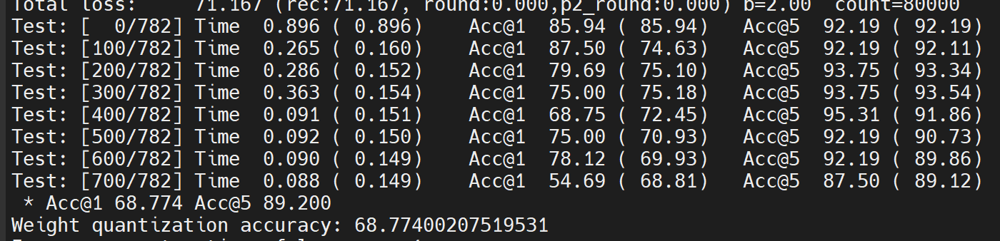 Total loss:     71.167 (rec:71.167, round:0.000,p2_round:0.000) b=2.00  count=80000
Test: [  0/782] Time  0.896 ( 0.896)    Acc@1  85.94 ( 85.94)   Acc@5  92.19 ( 92.19)
Test: [100/782] Time  0.265 ( 0.160)    Acc@1  87.50 ( 74.63)   Acc@5  92.19 ( 92.11)
Test: [200/782] Time  0.286 ( 0.152)    Acc@1  79.69 ( 75.10)   Acc@5  93.75 ( 93.34)
Test: [300/782] Time  0.363 ( 0.154)    Acc@1  75.00 ( 75.18)   Acc@5  93.75 ( 93.54)
Test: [400/782] Time  0.091 ( 0.151)    Acc@1  68.75 ( 72.45)   Acc@5  95.31 ( 91.86)
Test: [500/782] Time  0.092 ( 0.150)    Acc@1  75.00 ( 70.93)   Acc@5  92.19 ( 90.73)
Test: [600/782] Time  0.090 ( 0.149)    Acc@1  78.12 ( 69.93)   Acc@5  92.19 ( 89.86)
Test: [700/782] Time  0.088 ( 0.149)    Acc@1  54.69 ( 68.81)   Acc@5  87.50 ( 89.12)
 * Acc@1 68.774 Acc@5 89.200
Weight quantization accuracy: 68.77400207519531